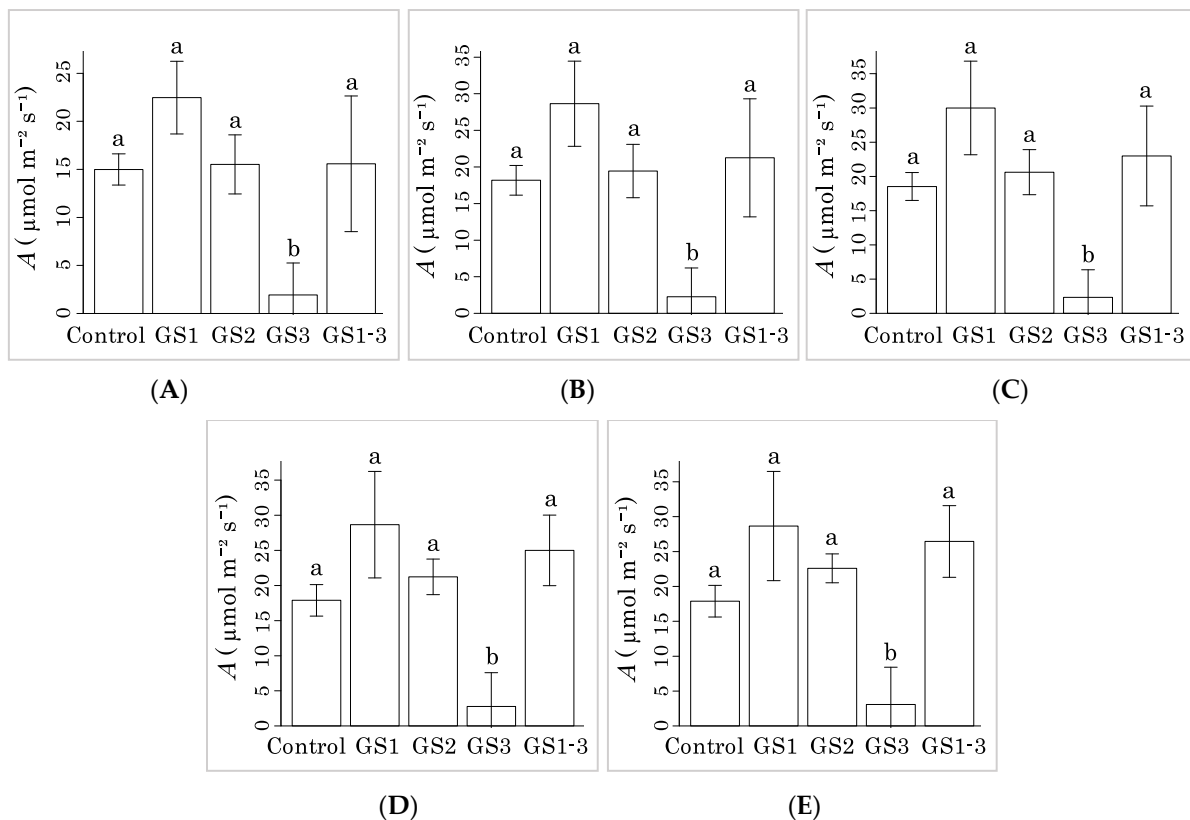 A (μmol m⁻² s⁻¹)
25
20
15
10
5
0
a
a
a
b
a
Control GS1 GS2 GS3 GS1-3
(A)
A (μmol m⁻² s⁻¹)
35
30
25
20
15
10
5
0
a
a
a
b
a
Control GS1 GS2 GS3 GS1-3
(B)
A (μmol m⁻² s⁻¹)
35
30
25
20
15
10
5
0
a
a
a
b
a
Control GS1 GS2 GS3 GS1-3
(C)
A (μmol m⁻² s⁻¹)
35
30
25
20
15
10
5
0
a
a
a
b
a
Control GS1 GS2 GS3 GS1-3
(D)
A (μmol m⁻² s⁻¹)
35
30
25
20
15
10
5
0
a
a
a
b
a
Control GS1 GS2 GS3 GS1-3
(E)